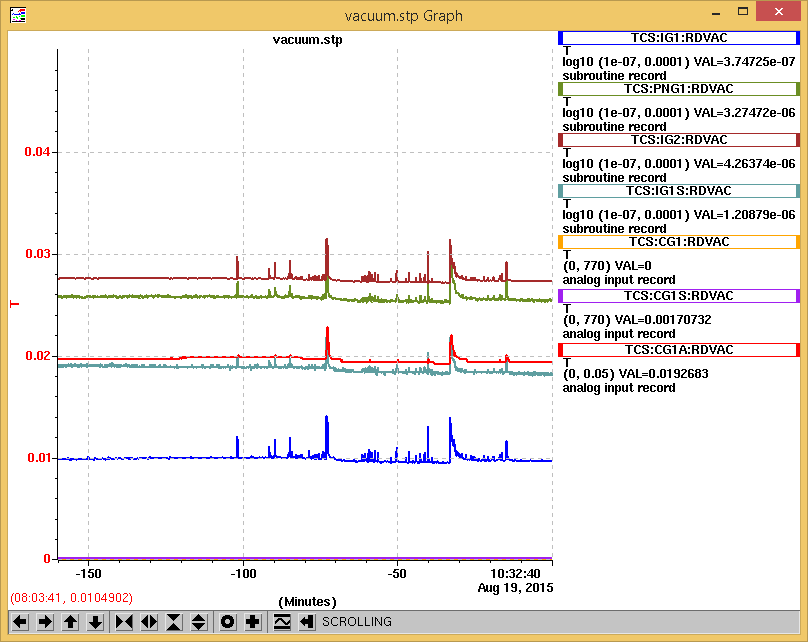 vacuum.stp Graph
vacuum.stp
0.04
0.03
T
0.02
0.01
0
-150
-100
-50
10:32:40
Aug 19, 2015
(Minutes)
(08:03:41, 0.0104902)
TCS:IG1:RDVAC
T
log10 (1e-07, 0.0001) VAL=3.74725e-07
subroutine record
TCS:PNG1:RDVAC
T
log10 (1e-07, 0.0001) VAL=3.27472e-06
subroutine record
TCS:IG2:RDVAC
T
log10 (1e-07, 0.0001) VAL=4.26374e-06
subroutine record
TCS:IG1S:RDVAC
T
log10 (1e-07, 0.0001) VAL=1.20879e-06
subroutine record
TCS:CG1:RDVAC
T
(0, 770) VAL=0
analog input record
TCS:CG1S:RDVAC
T
(0, 770) VAL=0.00170732
analog input record
TCS:CG1A:RDVAC
T
(0, 0.05) VAL=0.0192683
analog input record
SCROLLING